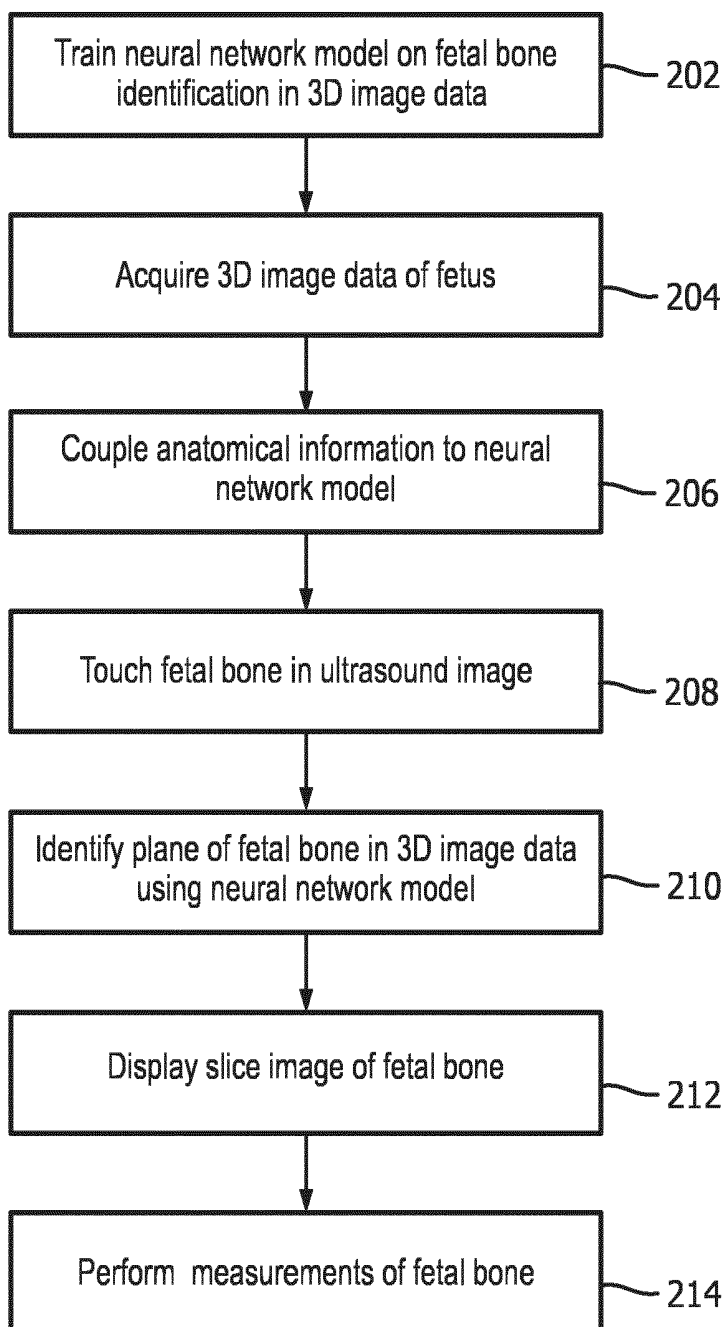 Train neural network model on fetal bone
identification in 3D image data
202
Acquire 3D image data of fetus
204
Couple anatomical information to neural
network model
206
Touch fetal bone in ultrasound image
208
Identify plane of fetal bone in 3D image data
using neural network model
210
Display slice image of fetal bone
212
Perform measurements of fetal bone
214